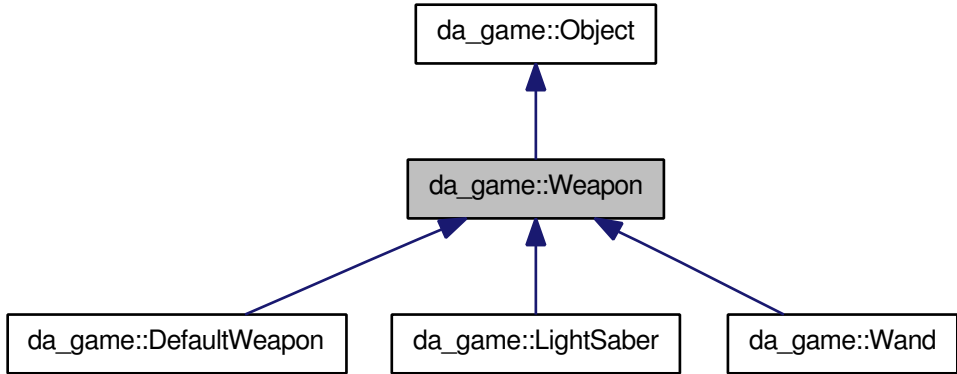 da_game::Object
da_game::Weapon
da_game::DefaultWeapon
da_game::LightSaber
da_game::Wand